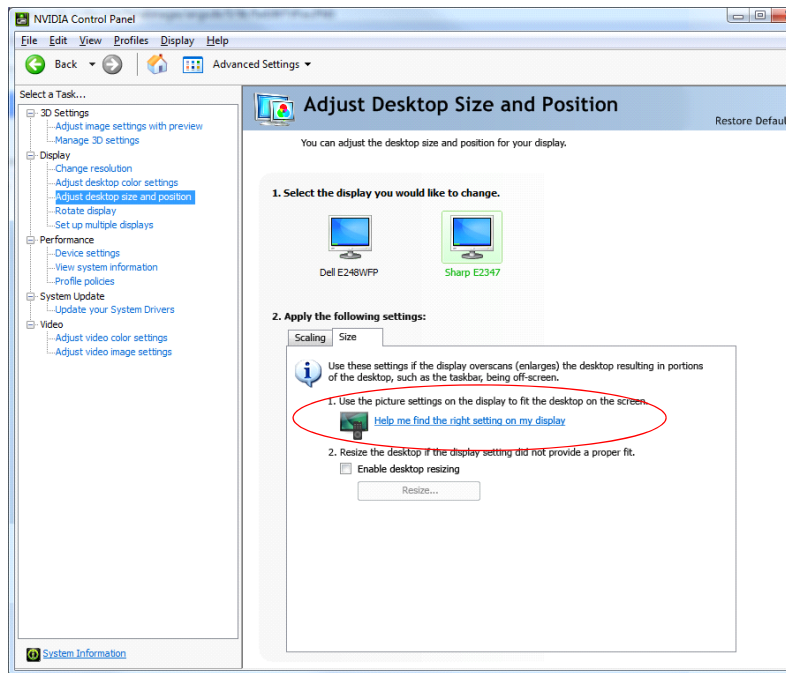 NVIDIA Control Panel
File Edit View Profiles Display Help
Back Advanced Settings
Select a Task...
3D Settings
Adjust image settings with preview
Manage 3D settings
Display
Change resolution
Adjust desktop color settings
Adjust desktop size and position
Rotate display
Set up multiple displays
Performance
Device settings
View system information
Profile policies
System Update
Update your System Drivers
Video
Adjust video color settings
Adjust video image settings
System Information
Adjust Desktop Size and Position
Restore Defaul
You can adjust the desktop size and position for your display.
1. Select the display you would like to change.
Dell E248WFP
Sharp E2347
2. Apply the following settings:
Scaling Size
Use these settings if the display overscans (enlarges) the desktop resulting in portions
of the desktop, such as the taskbar, being off-screen.
1. Use the picture settings on the display to fit the desktop on the screen.
Help me find the right setting on my display
2. Resize the desktop if the display setting did not provide a proper fit.
Enable desktop resizing
Resize...